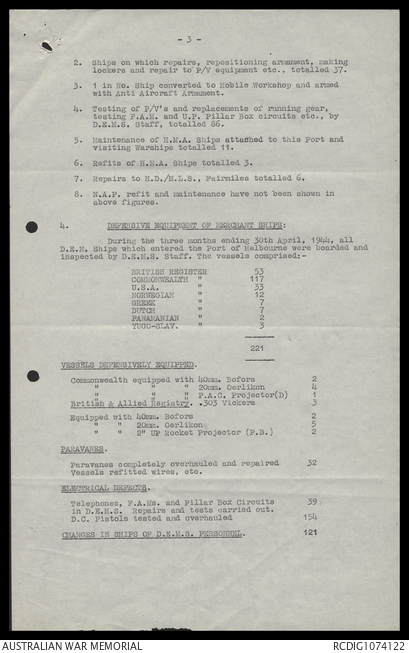 - 3 -
2. Ships on which repairs, repositioning armament, making
lockers and repair to P/V equipment etc., totalled 37.
3. 1 in No. Ship converted to Mobile Workshop and armed
with Anti Aircraft Armament.
4. Testing of P/V's and replacements of running gear,
testing F.A.M. and U.P. Pillar Box circuits etc., by
D.E.M.S. Staff, totalled 86.
5. Maintenance of H.M.A. Ships attached to this Port and
visiting Warships totalled 11.
6. Refits of H.M.A. Ships totalled 3.
7. Repairs to H.D./M.L.S., Fairmiles totalled 6.
8. N.A.P. refit and maintenance have not been shown in
above figures.
4. DEFENSIVE EQUIPMENT OF MERCHANT SHIPS:
During the three months ending 30th April, 1944, all
D.E.M. Ships which entered the Port of Melbourne were boarded and
inspected by D.E.M.S. Staff. The vessels comprised:-
BRITISH REGISTER 53
COMMONWEALTH " 117
U.S.A. " 33
NORWEGIAN " 12
GREEK " 7
DUTCH " 7
PANAMANIAN " 2
YUGO-SLAV. " 3
221
VESSELS DEFENSIVELY EQUIPPED.
Commonwealth equipped with 40mm. Bofors 2
" " " 20mm. Oerlikon 4
" " " P.A.C. Projector(D) 1
British & Allied Registry. .303 Vickers 3
Equipped with 40mm. Bofors 2
" " 20mm. Oerlikon 5
" " 2" UP Rocket Projector (P.B.) 2
PARAVANES.
Paravanes completely overhauled and repaired 32
Vessels refitted wires, etc.
ELECTRICAL DEFECTS.
Telephones, F.A.Ms. and Pillar Box Circuits 39
in D.E.M.S. Repairs and tests carried out.
D.C. Pistols tested and overhauled 154
CHANGES IN SHIPS OF D.E.M.S. PERSONNEL. 121
AUSTRALIAN WAR MEMORIAL RCDIG1074122